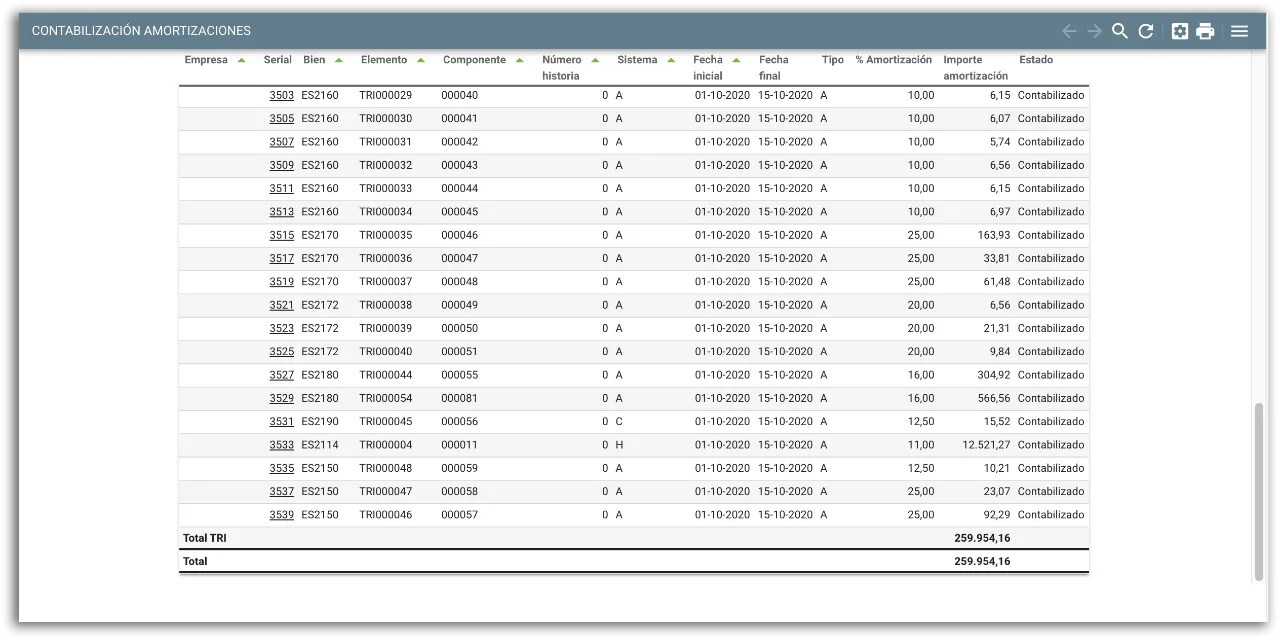 CONTABILIZACIÓN AMORTIZACIONES
Empresa Serial Bien Elemento Componente Número historia Sistema Fecha inicial Fecha final Tipo % Amortización Importe amortización Estado
3503 ES2160 TRI000029 000040 0 A 01-10-2020 15-10-2020 A 10,00 6,15 Contabilizado
3505 ES2160 TRI000030 000041 0 A 01-10-2020 15-10-2020 A 10,00 6,07 Contabilizado
3507 ES2160 TRI000031 000042 0 A 01-10-2020 15-10-2020 A 10,00 5,74 Contabilizado
3509 ES2160 TRI000032 000043 0 A 01-10-2020 15-10-2020 A 10,00 6,56 Contabilizado
3511 ES2160 TRI000033 000044 0 A 01-10-2020 15-10-2020 A 10,00 6,15 Contabilizado
3513 ES2160 TRI000034 000045 0 A 01-10-2020 15-10-2020 A 10,00 6,97 Contabilizado
3515 ES2170 TRI000035 000046 0 A 01-10-2020 15-10-2020 A 25,00 163,93 Contabilizado
3517 ES2170 TRI000036 000047 0 A 01-10-2020 15-10-2020 A 25,00 33,81 Contabilizado
3519 ES2170 TRI000037 000048 0 A 01-10-2020 15-10-2020 A 25,00 61,48 Contabilizado
3521 ES2172 TRI000038 000049 0 A 01-10-2020 15-10-2020 A 20,00 6,56 Contabilizado
3523 ES2172 TRI000039 000050 0 A 01-10-2020 15-10-2020 A 20,00 21,31 Contabilizado
3525 ES2172 TRI000040 000051 0 A 01-10-2020 15-10-2020 A 20,00 9,84 Contabilizado
3527 ES2180 TRI000044 000055 0 A 01-10-2020 15-10-2020 A 16,00 304,92 Contabilizado
3529 ES2180 TRI000054 000081 0 A 01-10-2020 15-10-2020 A 16,00 566,56 Contabilizado
3531 ES2190 TRI000045 000056 0 C 01-10-2020 15-10-2020 A 12,50 15,52 Contabilizado
3533 ES2114 TRI000004 000011 0 H 01-10-2020 15-10-2020 A 11,00 12.521,27 Contabilizado
3535 ES2150 TRI000048 000059 0 A 01-10-2020 15-10-2020 A 12,50 10,21 Contabilizado
3537 ES2150 TRI000047 000058 0 A 01-10-2020 15-10-2020 A 25,00 23,07 Contabilizado
3539 ES2150 TRI000046 000057 0 A 01-10-2020 15-10-2020 A 25,00 92,29 Contabilizado
Total TRI 259.954,16
Total 259.954,16